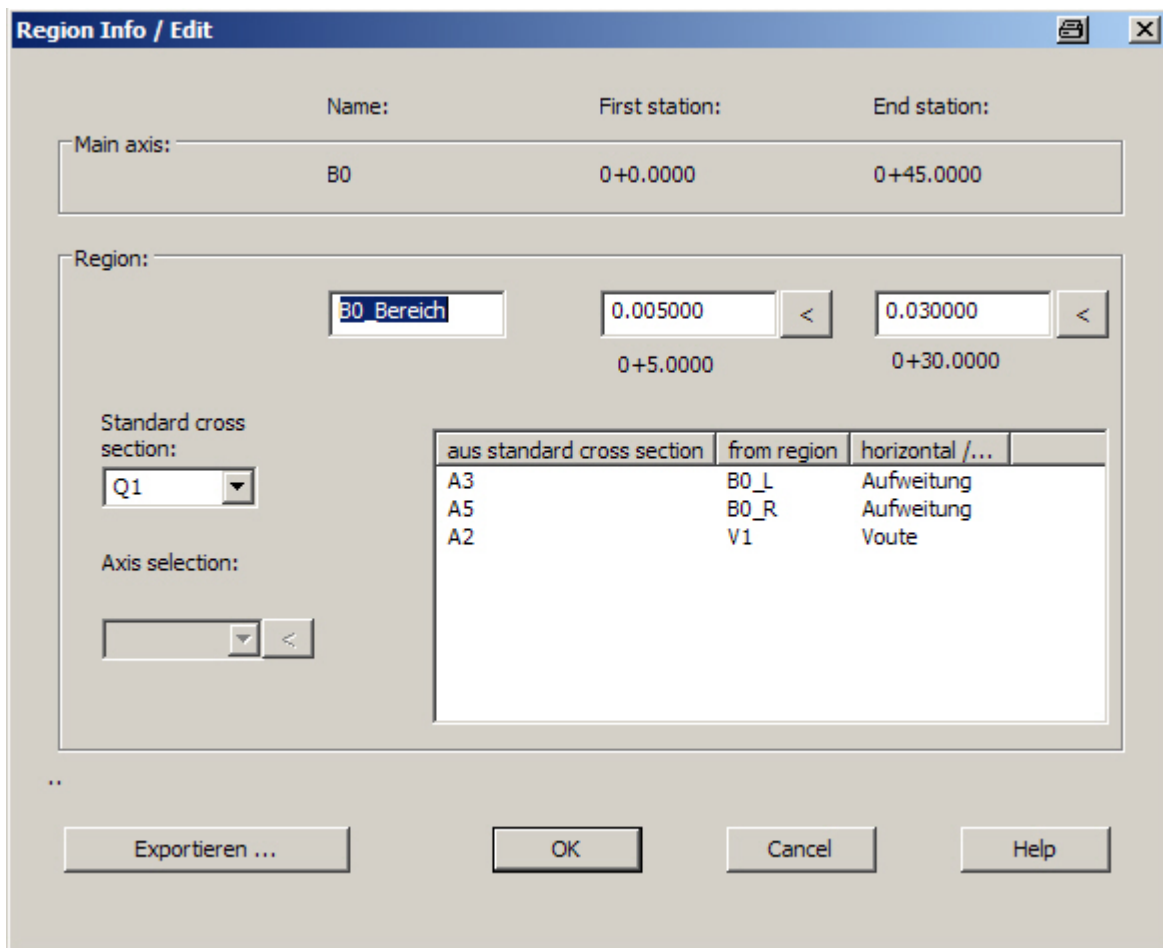 Region Info / Edit
Name: First station: End station:
Main axis:
B0 0+0.0000 0+45.0000
Region:
B0_Bereich 0.005000 < 0.030000 <
0+5.0000 0+30.0000
Standard cross
section:
Q1
aus standard cross section from region horizontal /...
A3 B0_L Aufweitung
A5 B0_R Aufweitung
A2 V1 Voute
Axis selection:
<
..
Exportieren ... OK Cancel Help